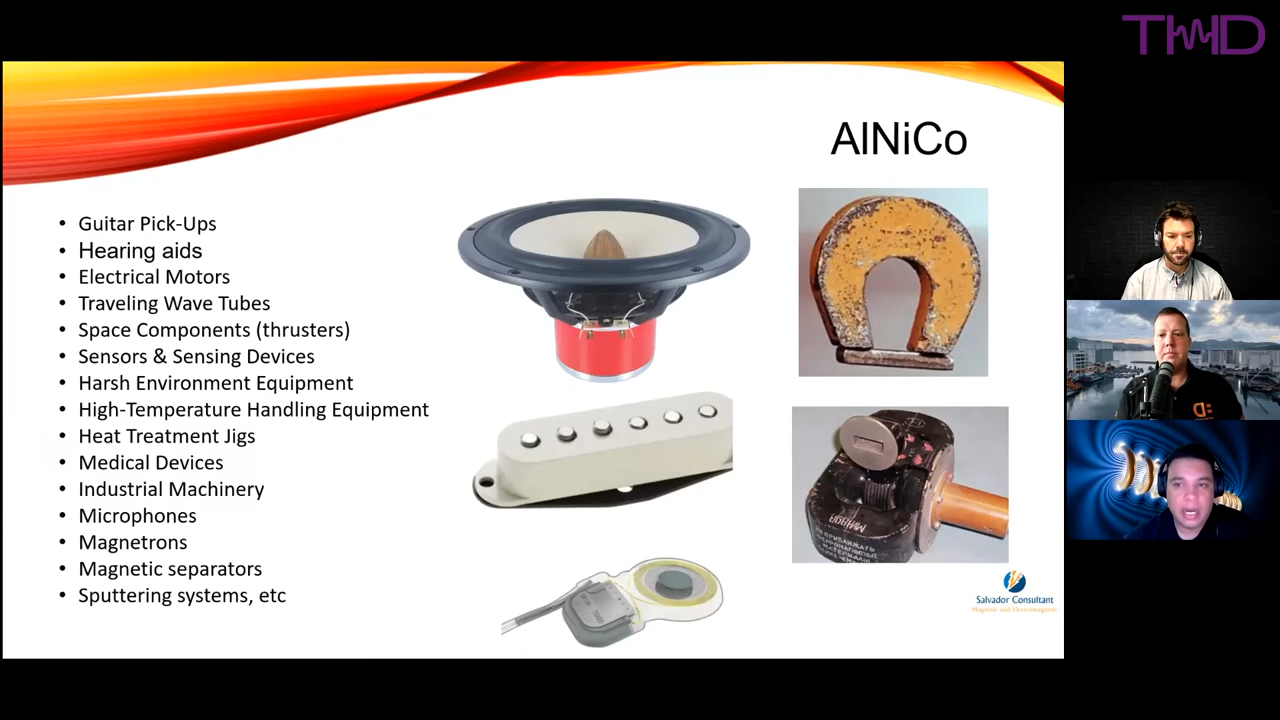 THD
AlNiCo
• Guitar Pick-Ups
• Hearing aids
• Electrical Motors
• Traveling Wave Tubes
• Space Components (thrusters)
• Sensors & Sensing Devices
• Harsh Environment Equipment
• High-Temperature Handling Equipment
• Heat Treatment Jigs
• Medical Devices
• Industrial Machinery
• Microphones
• Magnetrons
• Magnetic separators
• Sputtering systems, etc
Salvador Consultant
Magnetic and Electromagnetic